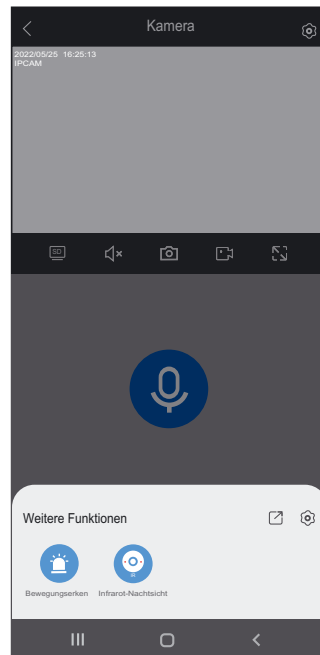 Kamera
2022/05/25 16:25:13
IPCAM
SD
Weitere Funktionen
Bewegungserken
Infrarot-Nachtsicht